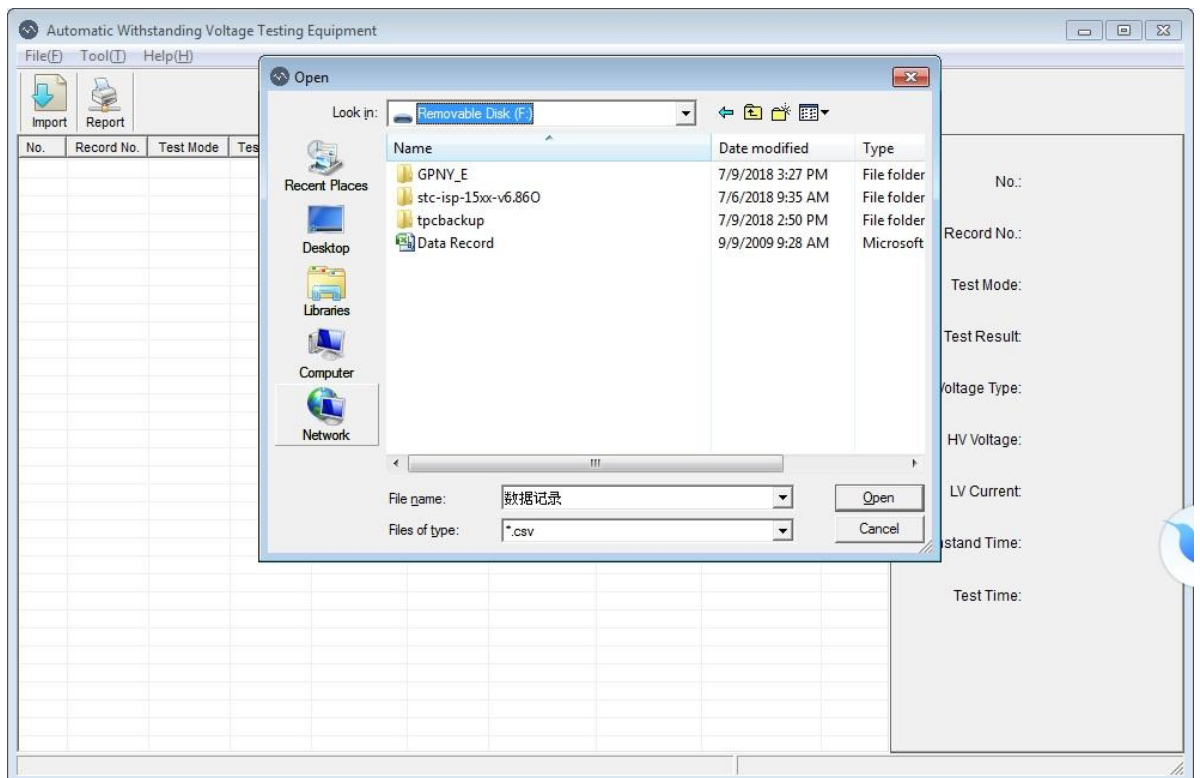 Automatic Withstanding Voltage Testing Equipment
File(F) Tool(T) Help(H)
Import Report
No. Record No. Test Mode Tes
Open
Look in: Removable Disk (F:)
Name Date modified Type
GPNY_E 7/9/2018 3:27 PM File folder
stc-isp-15xx-v6.86O 7/6/2018 9:35 AM File folder
tpcbackup 7/9/2018 2:50 PM File folder
Data Record 9/9/2009 9:28 AM Microsoft
Recent Places
Desktop
Libraries
Computer
Network
File name: 数据记录 Open
Files of type: *.csv Cancel
No.:
Record No.:
Test Mode:
Test Result:
Voltage Type:
HV Voltage:
LV Current:
stand Time:
Test Time: